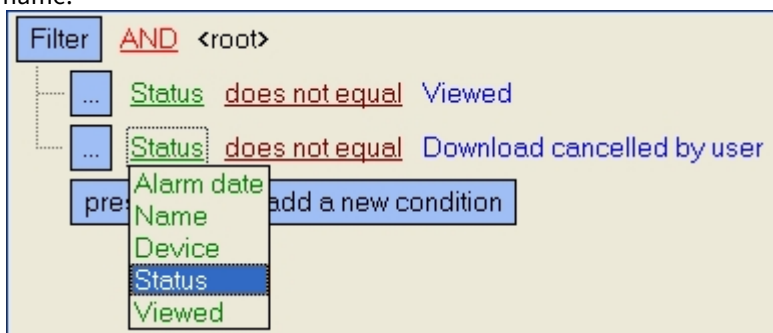 name.
Filter AND <root>
... Status does not equal Viewed
... Status does not equal Download cancelled by user
Alarm date
pres add a new condition
Name
Device
Status
Viewed